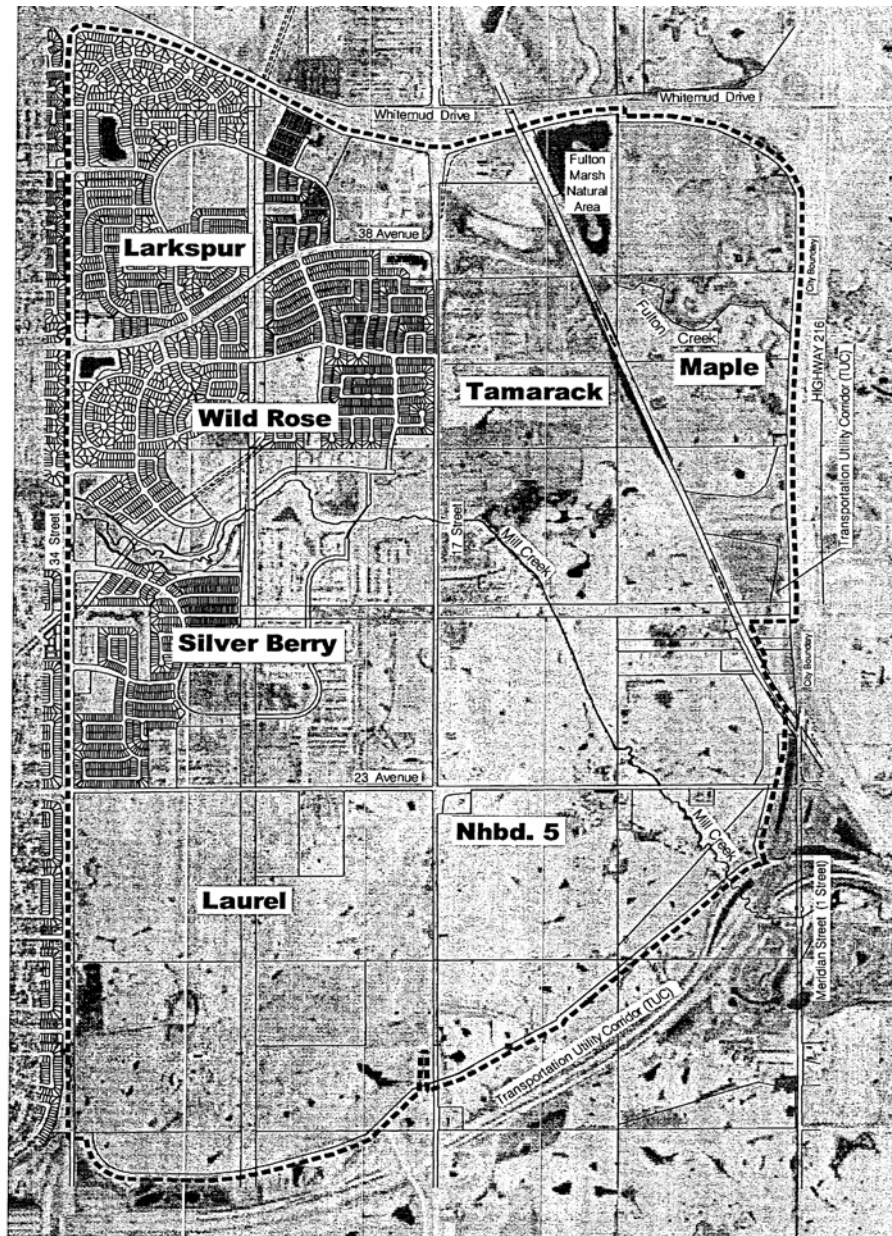 Whitemud Drive
Whitemud Drive
Fulton
Marsh
Natural
Area
38 Avenue
Larkspur
City Boundary
Fulton
Creek
HIGHWAY 216
Maple
Tamarack
Wild Rose
Transportation Utility Corridor (TUC)
34 Street
17 Street
Mill Creek
Silver Berry
City Boundary
23 Avenue
Nhbd. 5
Mill Creek
Laurel
Meridian Street (1 Street)
Transportation Utility Corridor (TUC)